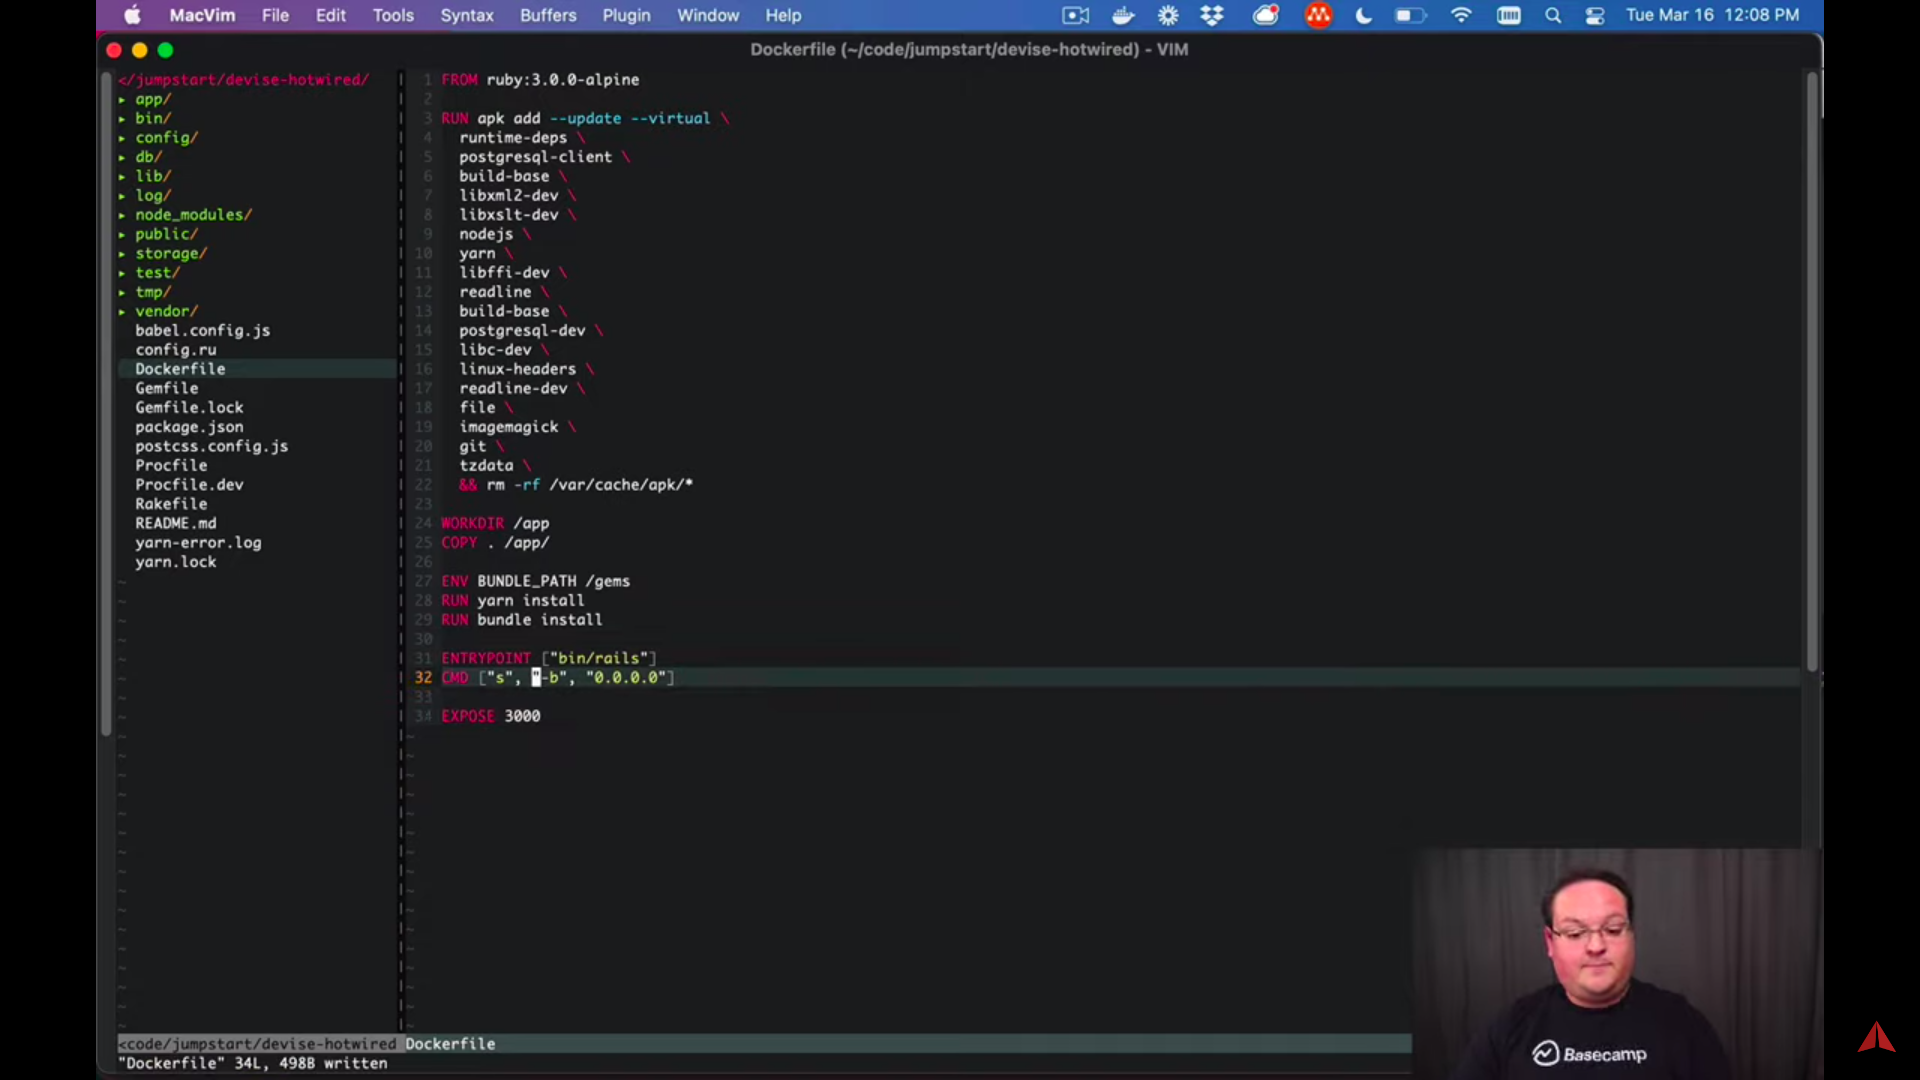 MacVim File Edit Tools Syntax Buffers Plugin Window Help Tue Mar 16 12:08 PM
Dockerfile (~/code/jumpstart/devise-hotwired) - VIM
</jumpstart/devise-hotwired/
▸ app/
▸ bin/
▸ config/
▸ db/
▸ lib/
▸ log/
▸ node_modules/
▸ public/
▸ storage/
▸ test/
▸ tmp/
▸ vendor/
babel.config.js
config.ru
Dockerfile
Gemfile
Gemfile.lock
package.json
postcss.config.js
Procfile
Procfile.dev
Rakefile
README.md
yarn-error.log
yarn.lock
1 FROM ruby:3.0.0-alpine
2
3 RUN apk add --update --virtual \
4 runtime-deps \
5 postgresql-client \
6 build-base \
7 libxml2-dev \
8 libxslt-dev \
9 nodejs \
10 yarn \
11 libffi-dev \
12 readline \
13 build-base \
14 postgresql-dev \
15 libc-dev \
16 linux-headers \
17 readline-dev \
18 file \
19 imagemagick \
20 git \
21 tzdata \
22 && rm -rf /var/cache/apk/*
23
24 WORKDIR /app
25 COPY . /app/
26
27 ENV BUNDLE_PATH /gems
28 RUN yarn install
29 RUN bundle install
30
31 ENTRYPOINT ["bin/rails"]
32 CMD ["s", "-b", "0.0.0.0"]
33
34 EXPOSE 3000
<code/jumpstart/devise-hotwired Dockerfile
"Dockerfile" 34L, 498B written
Basecamp